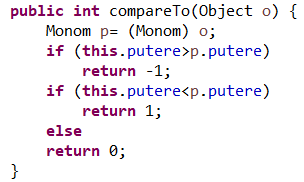 public int compareTo(Object o) {
Monom p= (Monom) o;
if (this.putere>p.putere)
return -1;
if (this.putere<p.putere)
return 1;
else
return 0;
}